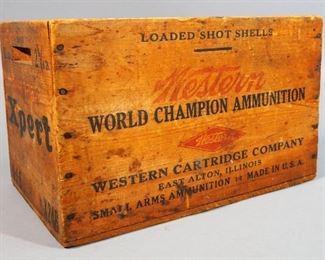 LOADED SHOT SHELLS
Western
WORLD CHAMPION AMMUNITION
Western
WESTERN CARTRIDGE COMPANY
EAST ALTON, ILLINOIS
SMALL ARMS AMMUNITION MADE IN U.S.A.
Xpert